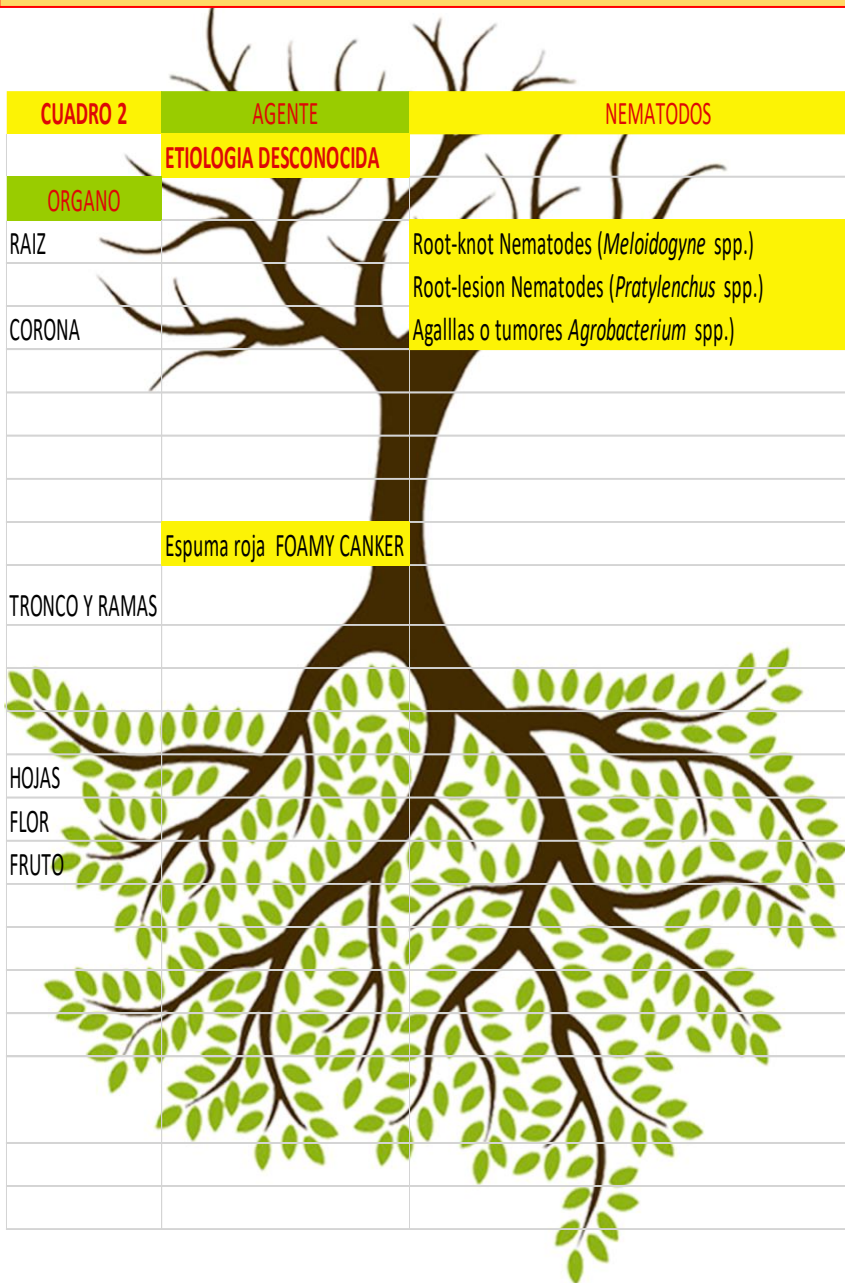 CUADRO 2 AGENTE NEMATODOS
ETIOLOGIA DESCONOCIDA
ORGANO
RAIZ Root-knot Nematodes (Meloidogyne spp.)
Root-lesion Nematodes (Pratylenchus spp.)
CORONA Agalllas o tumores Agrobacterium spp.)
Espuma roja FOAMY CANKER
TRONCO Y RAMAS
HOJAS
FLOR
FRUTO